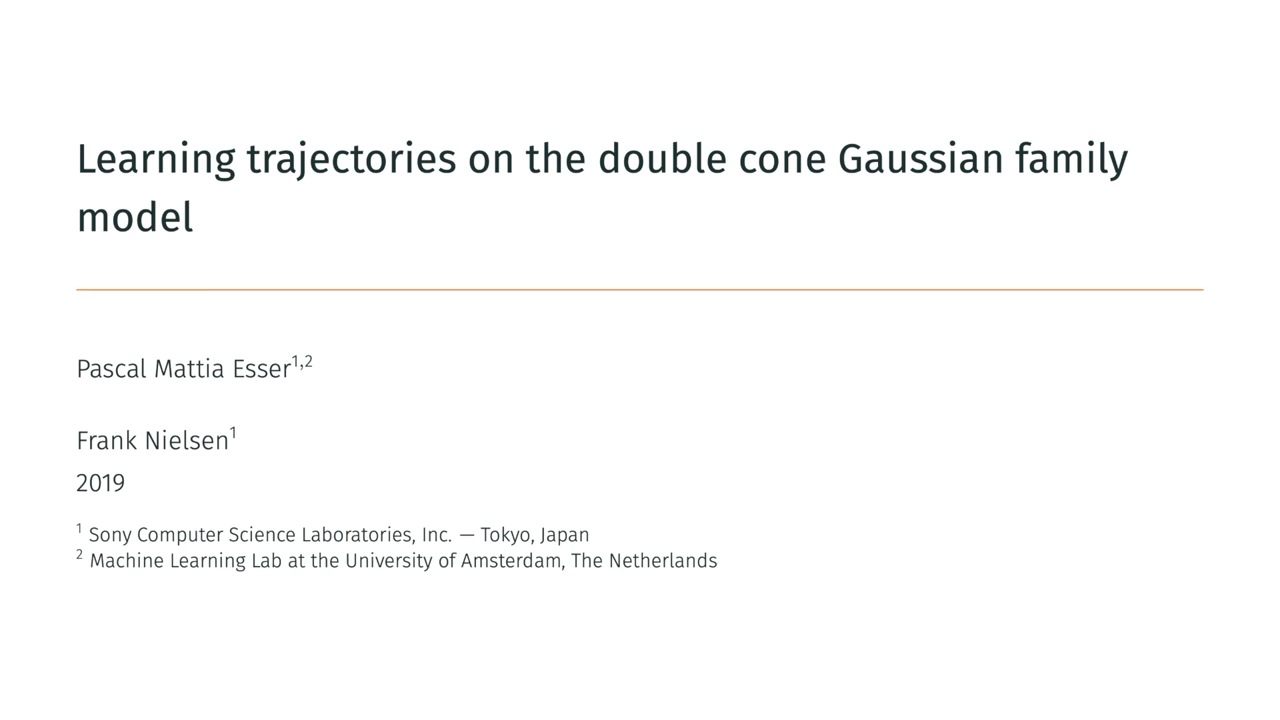 Learning trajectories on the double cone Gaussian family
model
Pascal Mattia Esser¹,²
Frank Nielsen¹
2019
¹ Sony Computer Science Laboratories, Inc. — Tokyo, Japan
² Machine Learning Lab at the University of Amsterdam, The Netherlands